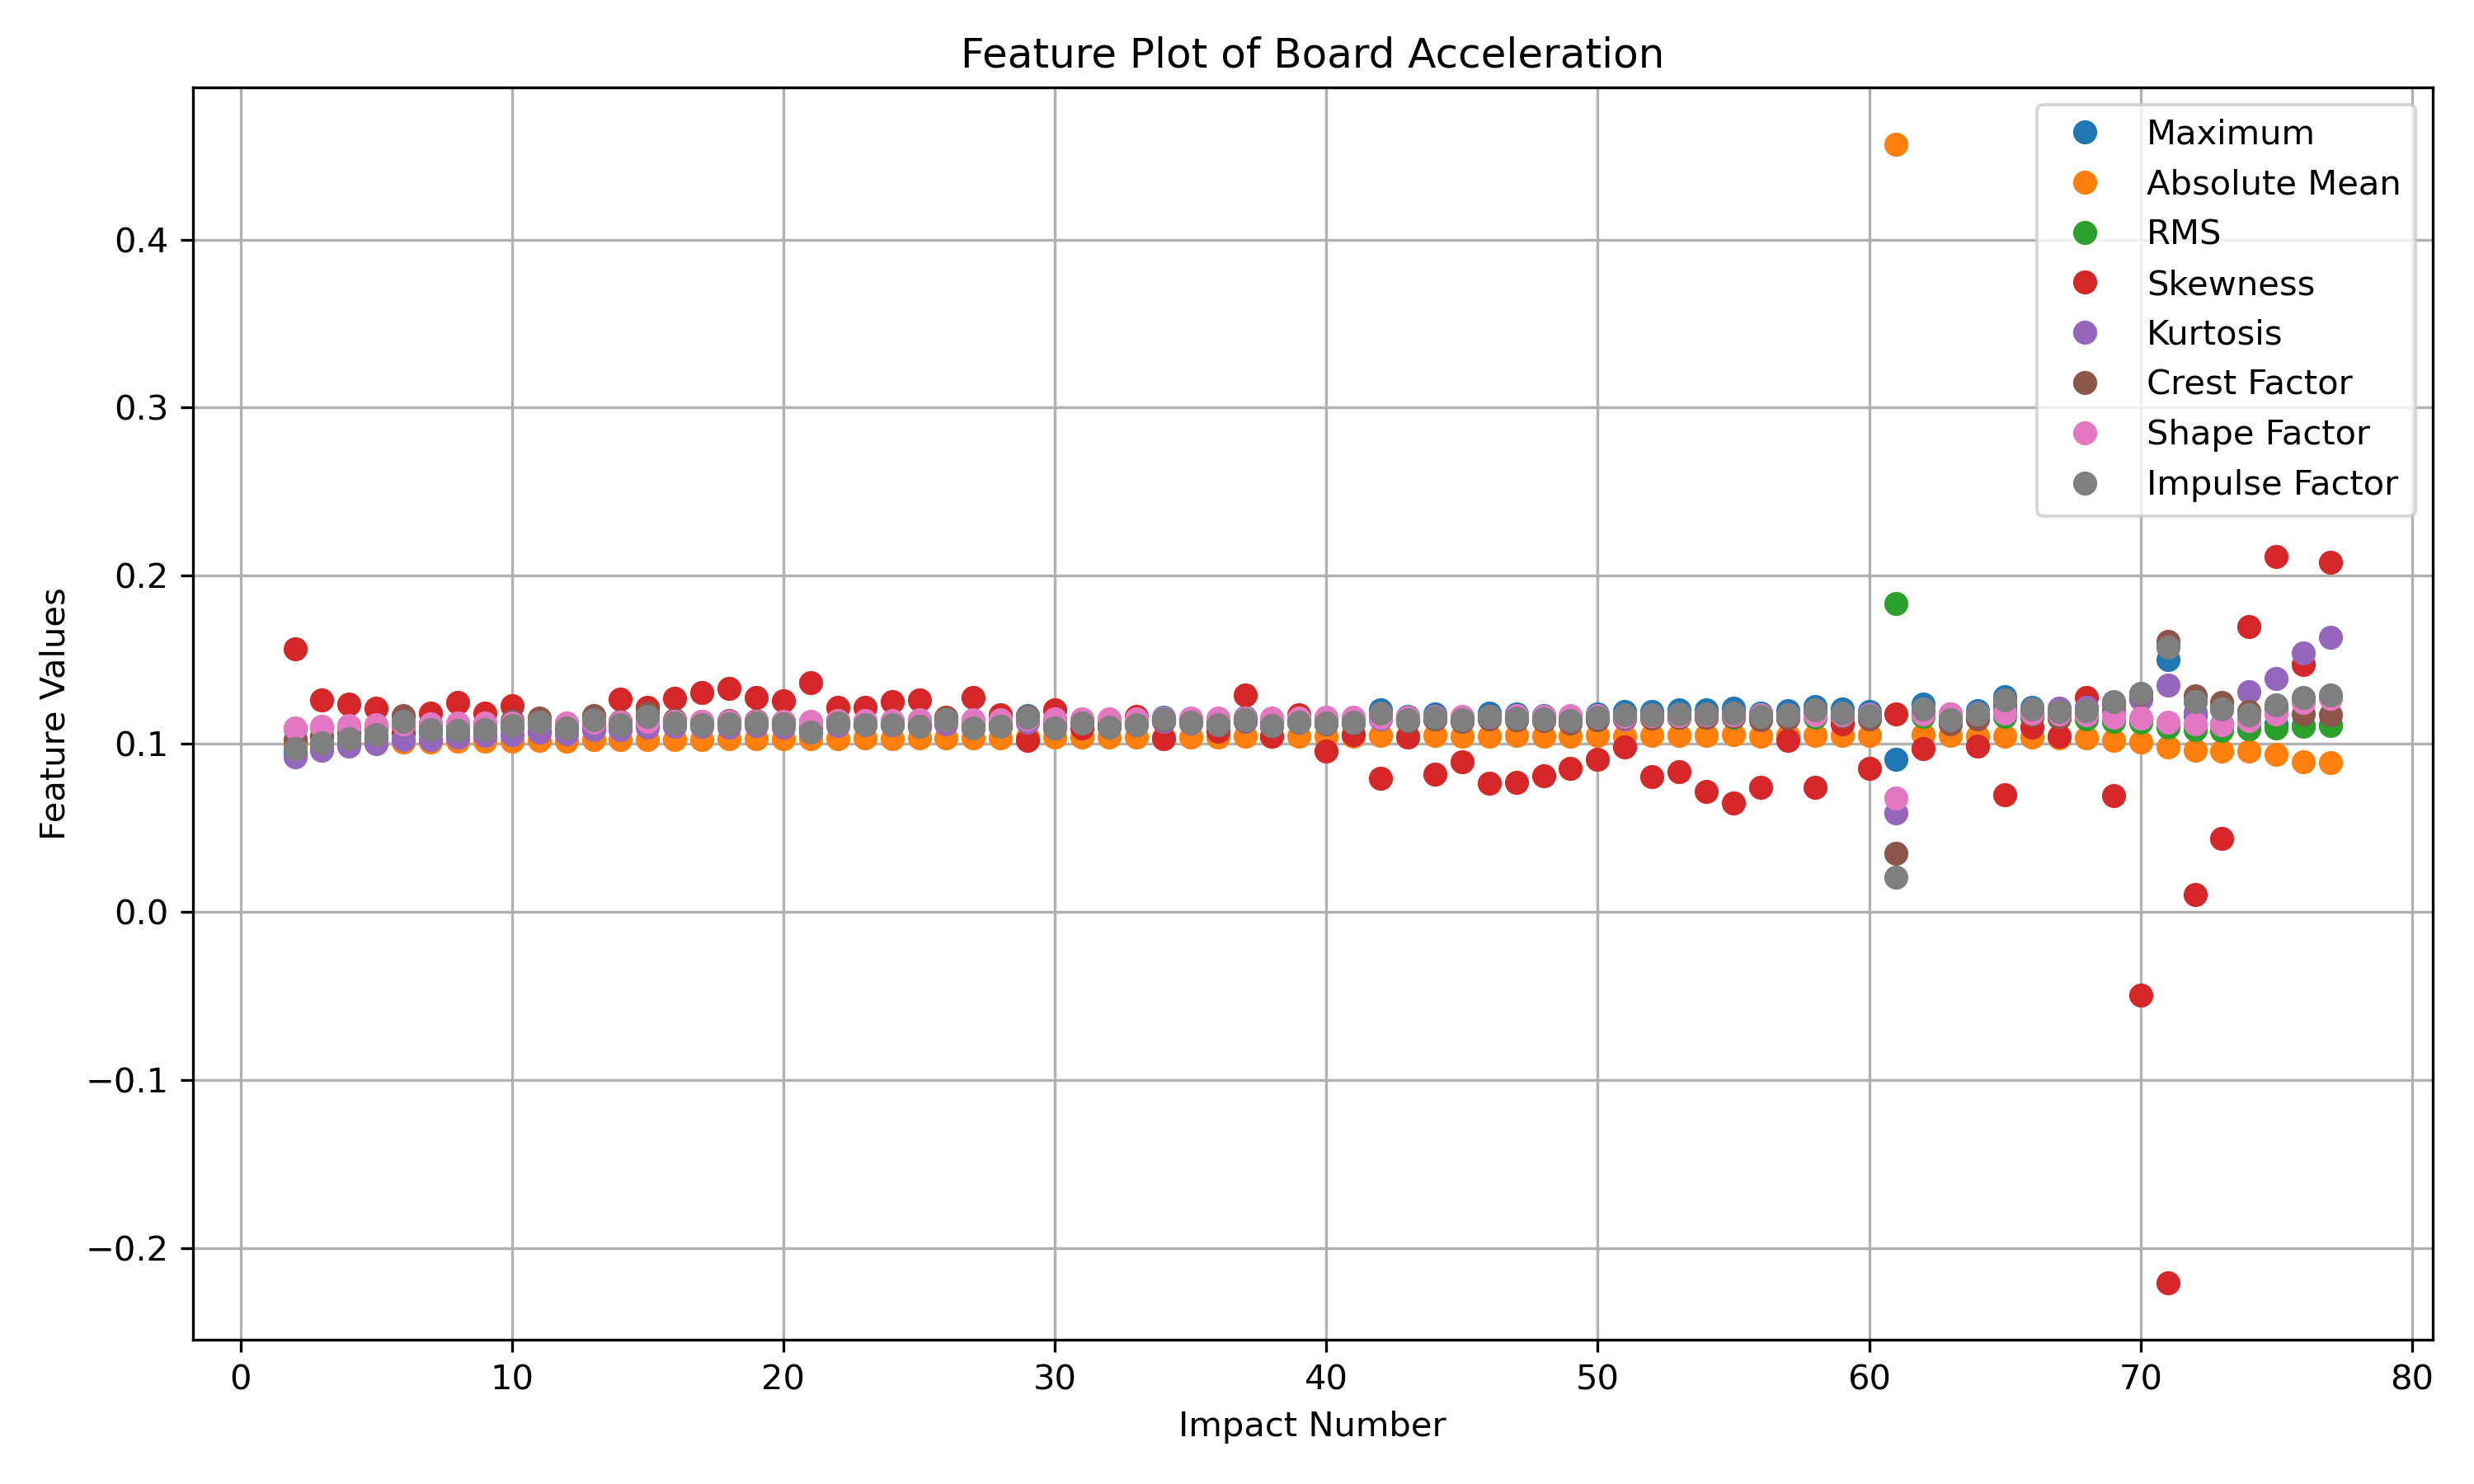 Feature Plot of Board Acceleration
Maximum
Absolute Mean
RMS
Skewness
Kurtosis
Crest Factor
Shape Factor
Impulse Factor
Feature Values
0.4
0.3
0.2
0.1
0.0
−0.1
−0.2
0 10 20 30 40 50 60 70 80
Impact Number